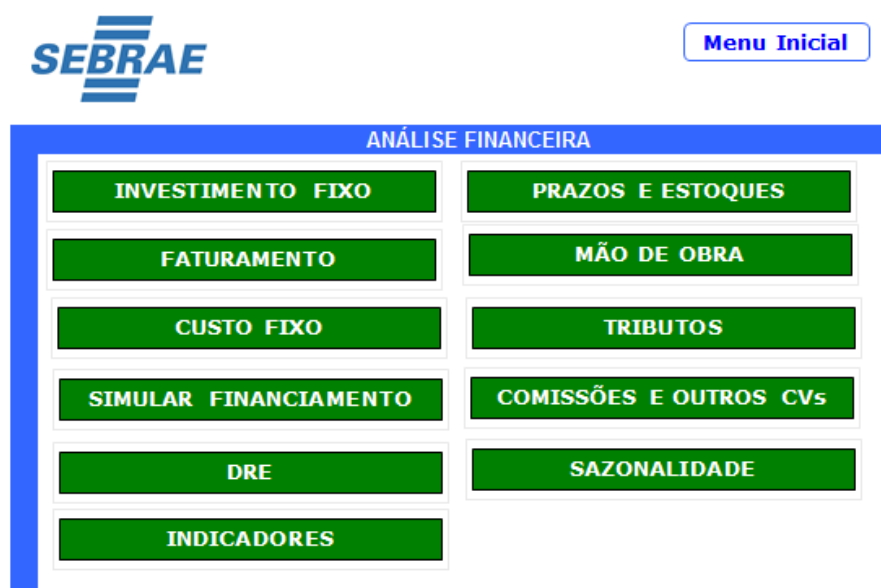 SEBRAE
Menu Inicial
ANÁLISE FINANCEIRA
INVESTIMENTO FIXO
PRAZOS E ESTOQUES
FATURAMENTO
MÃO DE OBRA
CUSTO FIXO
TRIBUTOS
SIMULAR FINANCIAMENTO
COMISSÕES E OUTROS CVs
DRE
SAZONALIDADE
INDICADORES